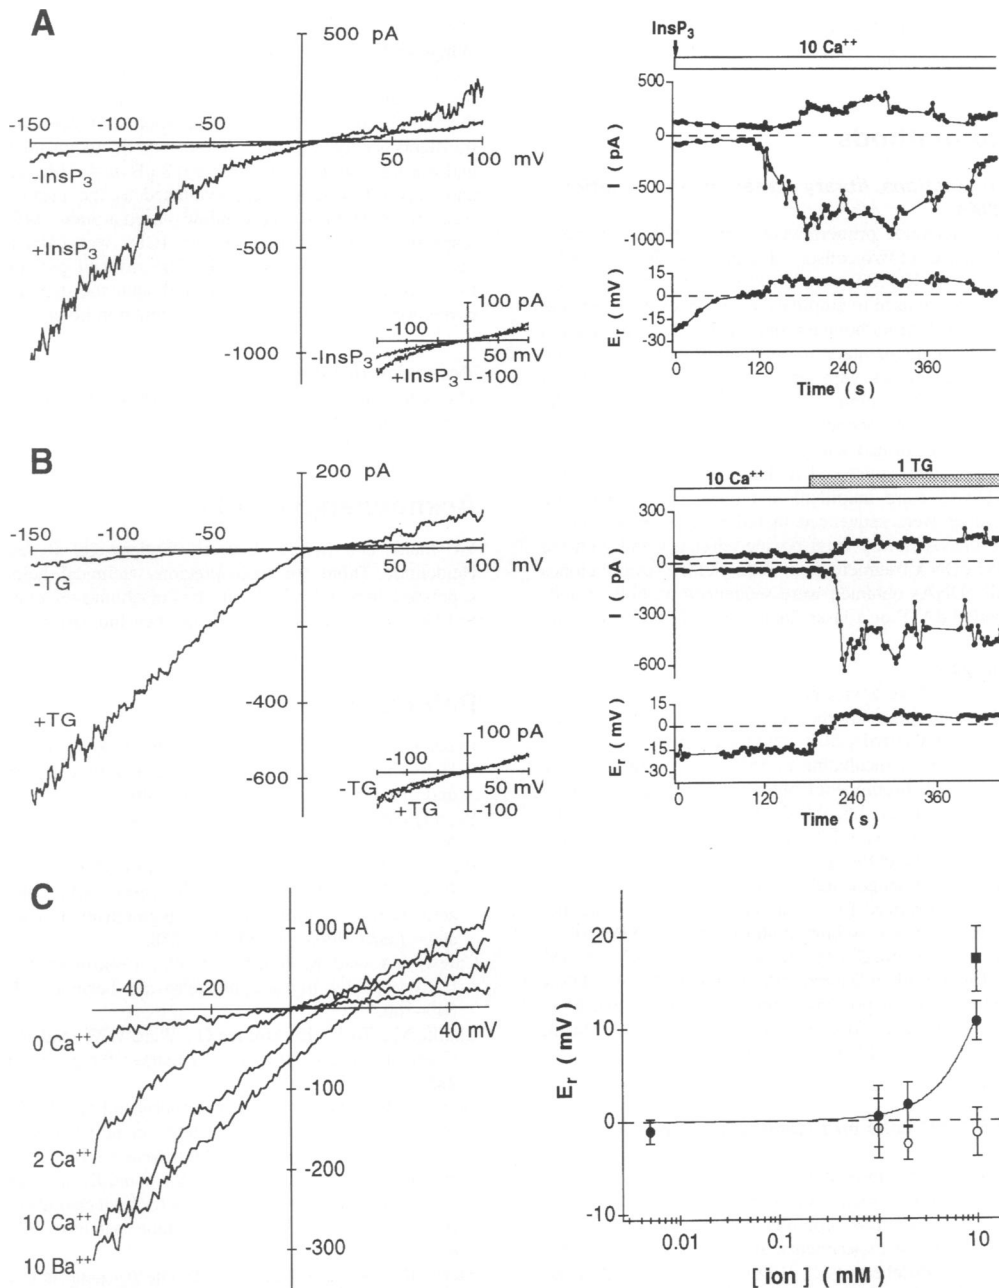 A
500 pA
-150 -100 -50
50 100 mV
-InsP3
+InsP3
-500
-1000
100 pA
-100
-InsP3
50 mV
+InsP3
-100
InsP3
10 Ca++
500
0
-500
-1000
I (pA)
15
0
-15
-30
Er (mV)
0 120 240 360
Time (s)
B
200 pA
-150 -100 -50
50 100 mV
-TG
+TG
-400
-600
100 pA
-100
-TG
50 mV
+TG
-100
10 Ca++
1 TG
300
0
-300
-600
I (pA)
15
0
-15
-30
Er (mV)
0 120 240 360
Time (s)
C
100 pA
-40 -20
40 mV
0 Ca++
-100
2 Ca++
-200
10 Ca++
10 Ba++
-300
20
10
0
-10
Er (mV)
0.01 0.1 1 10
[ion] (mM)